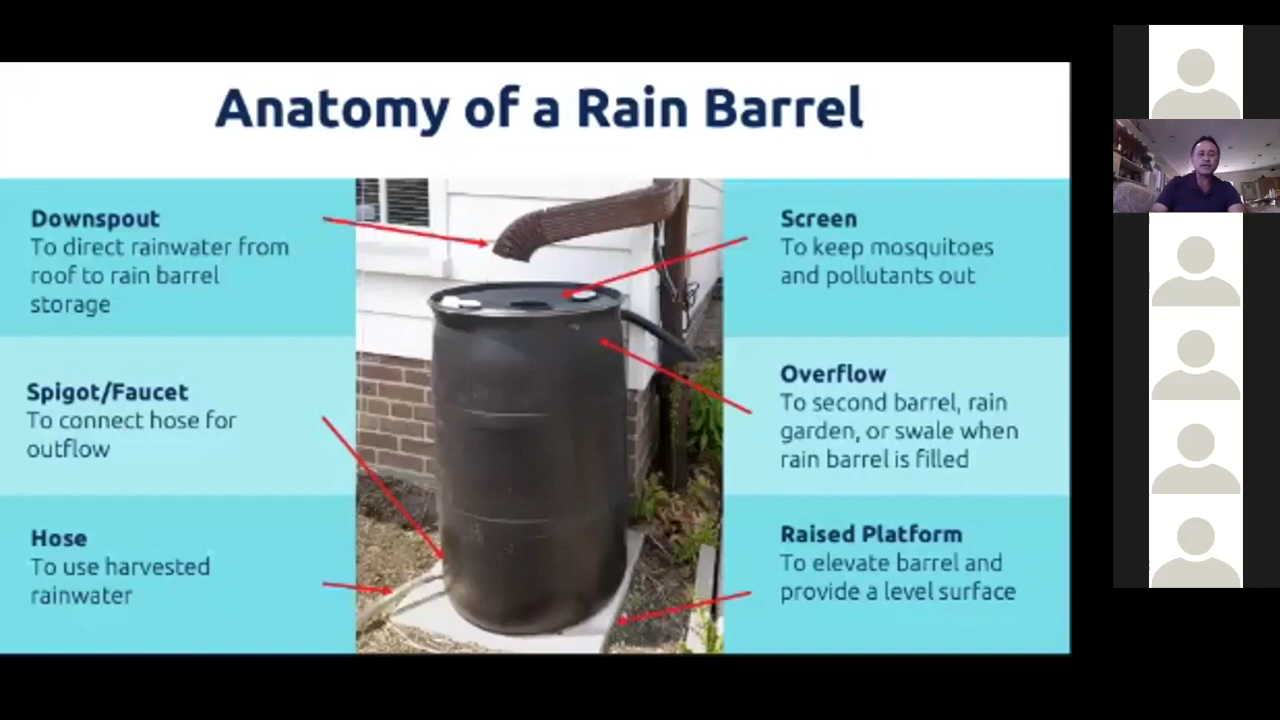 Anatomy of a Rain Barrel
Downspout
To direct rainwater from
roof to rain barrel
storage
Spigot/Faucet
To connect hose for
outflow
Hose
To use harvested
rainwater
Screen
To keep mosquitoes
and pollutants out
Overflow
To second barrel, rain
garden, or swale when
rain barrel is filled
Raised Platform
To elevate barrel and
provide a level surface